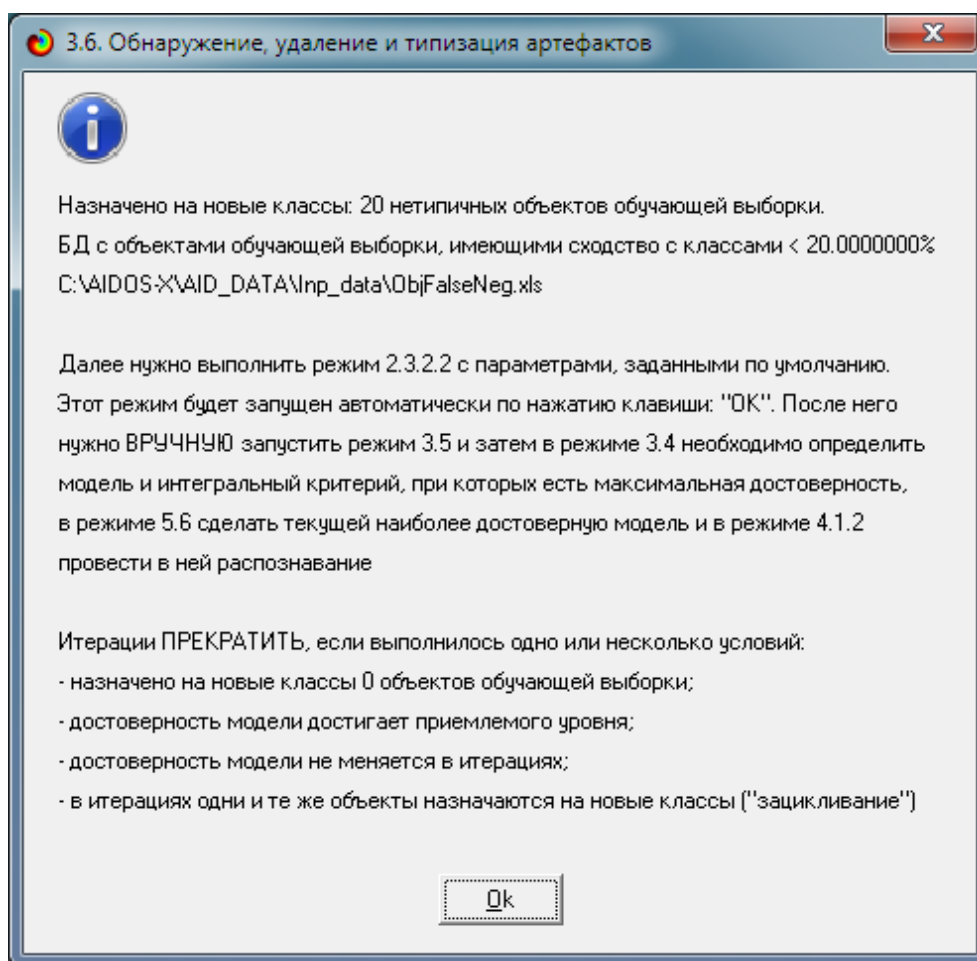 3.6. Обнаружение, удаление и типизация артефактов
Назначено на новые классы: 20 нетипичных объектов обучающей выборки.
БД с объектами обучающей выборки, имеющими сходство с классами < 20.0000000%
C:\AIDOS-X\AID_DATA\Inp_data\ObjFalseNeg.xls
Далее нужно выполнить режим 2.3.2.2 с параметрами, заданными по умолчанию.
Этот режим будет запущен автоматически по нажатию клавиши: "OK". После него
нужно ВРУЧНУЮ запустить режим 3.5 и затем в режиме 3.4 необходимо определить
модель и интегральный критерий, при которых есть максимальная достоверность,
в режиме 5.6 сделать текущей наиболее достоверную модель и в режиме 4.1.2
провести в ней распознавание
Итерации ПРЕКРАТИТЬ, если выполнилось одно или несколько условий:
- назначено на новые классы 0 объектов обучающей выборки;
- достоверность модели достигает приемлемого уровня;
- достоверность модели не меняется в итерациях;
- в итерациях одни и те же объекты назначаются на новые классы ("зацикливание")
Ok